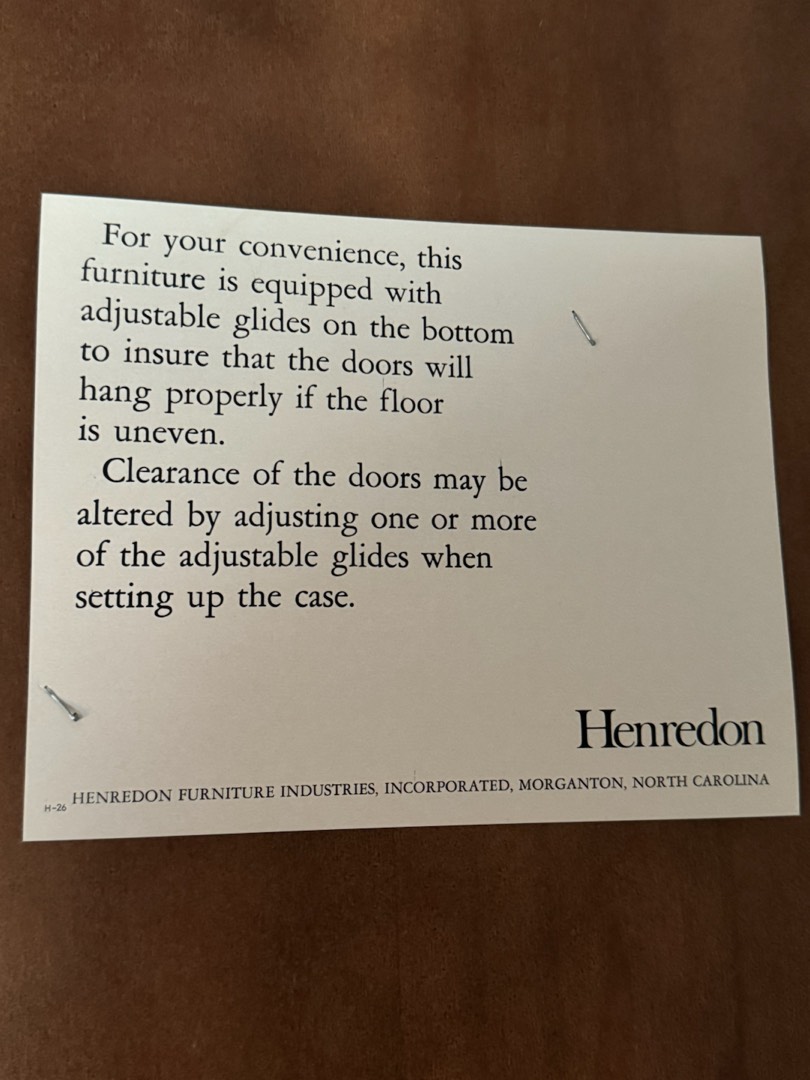 For your convenience, this
furniture is equipped with
adjustable glides on the bottom
to insure that the doors will
hang properly if the floor
is uneven.
Clearance of the doors may be
altered by adjusting one or more
of the adjustable glides when
setting up the case.
Henredon
HENREDON FURNITURE INDUSTRIES, INCORPORATED, MORGANTON, NORTH CAROLINA
H-26